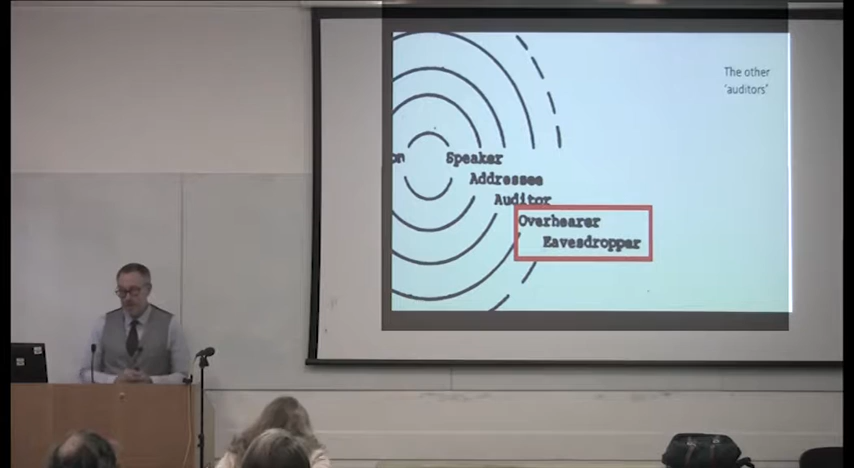 The other
'auditors'
on
Speaker
Addressee
Auditor
Overhearer
Eavesdropper